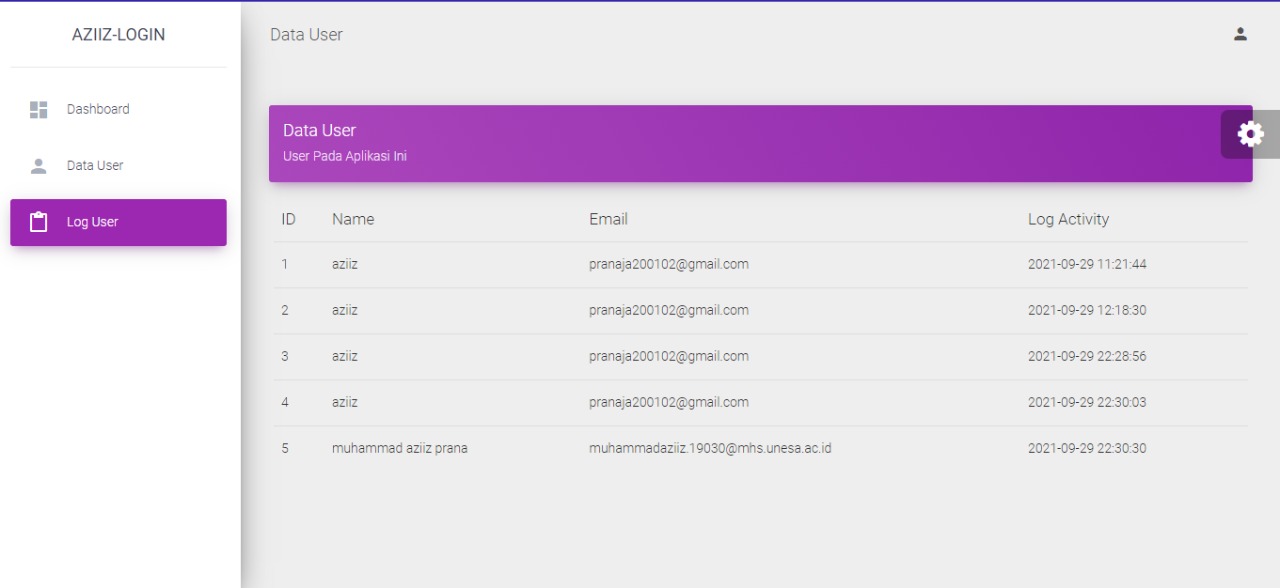 AZIIZ-LOGIN
Data User
Dashboard
Data User
Log User
Data User
User Pada Aplikasi Ini
ID Name Email Log Activity
1 aziiz pranaja200102@gmail.com 2021-09-29 11:21:44
2 aziiz pranaja200102@gmail.com 2021-09-29 12:18:30
3 aziiz pranaja200102@gmail.com 2021-09-29 22:28:56
4 aziiz pranaja200102@gmail.com 2021-09-29 22:30:03
5 muhammad aziiz prana muhammadaziiz.19030@mhs.unesa.ac.id 2021-09-29 22:30:30